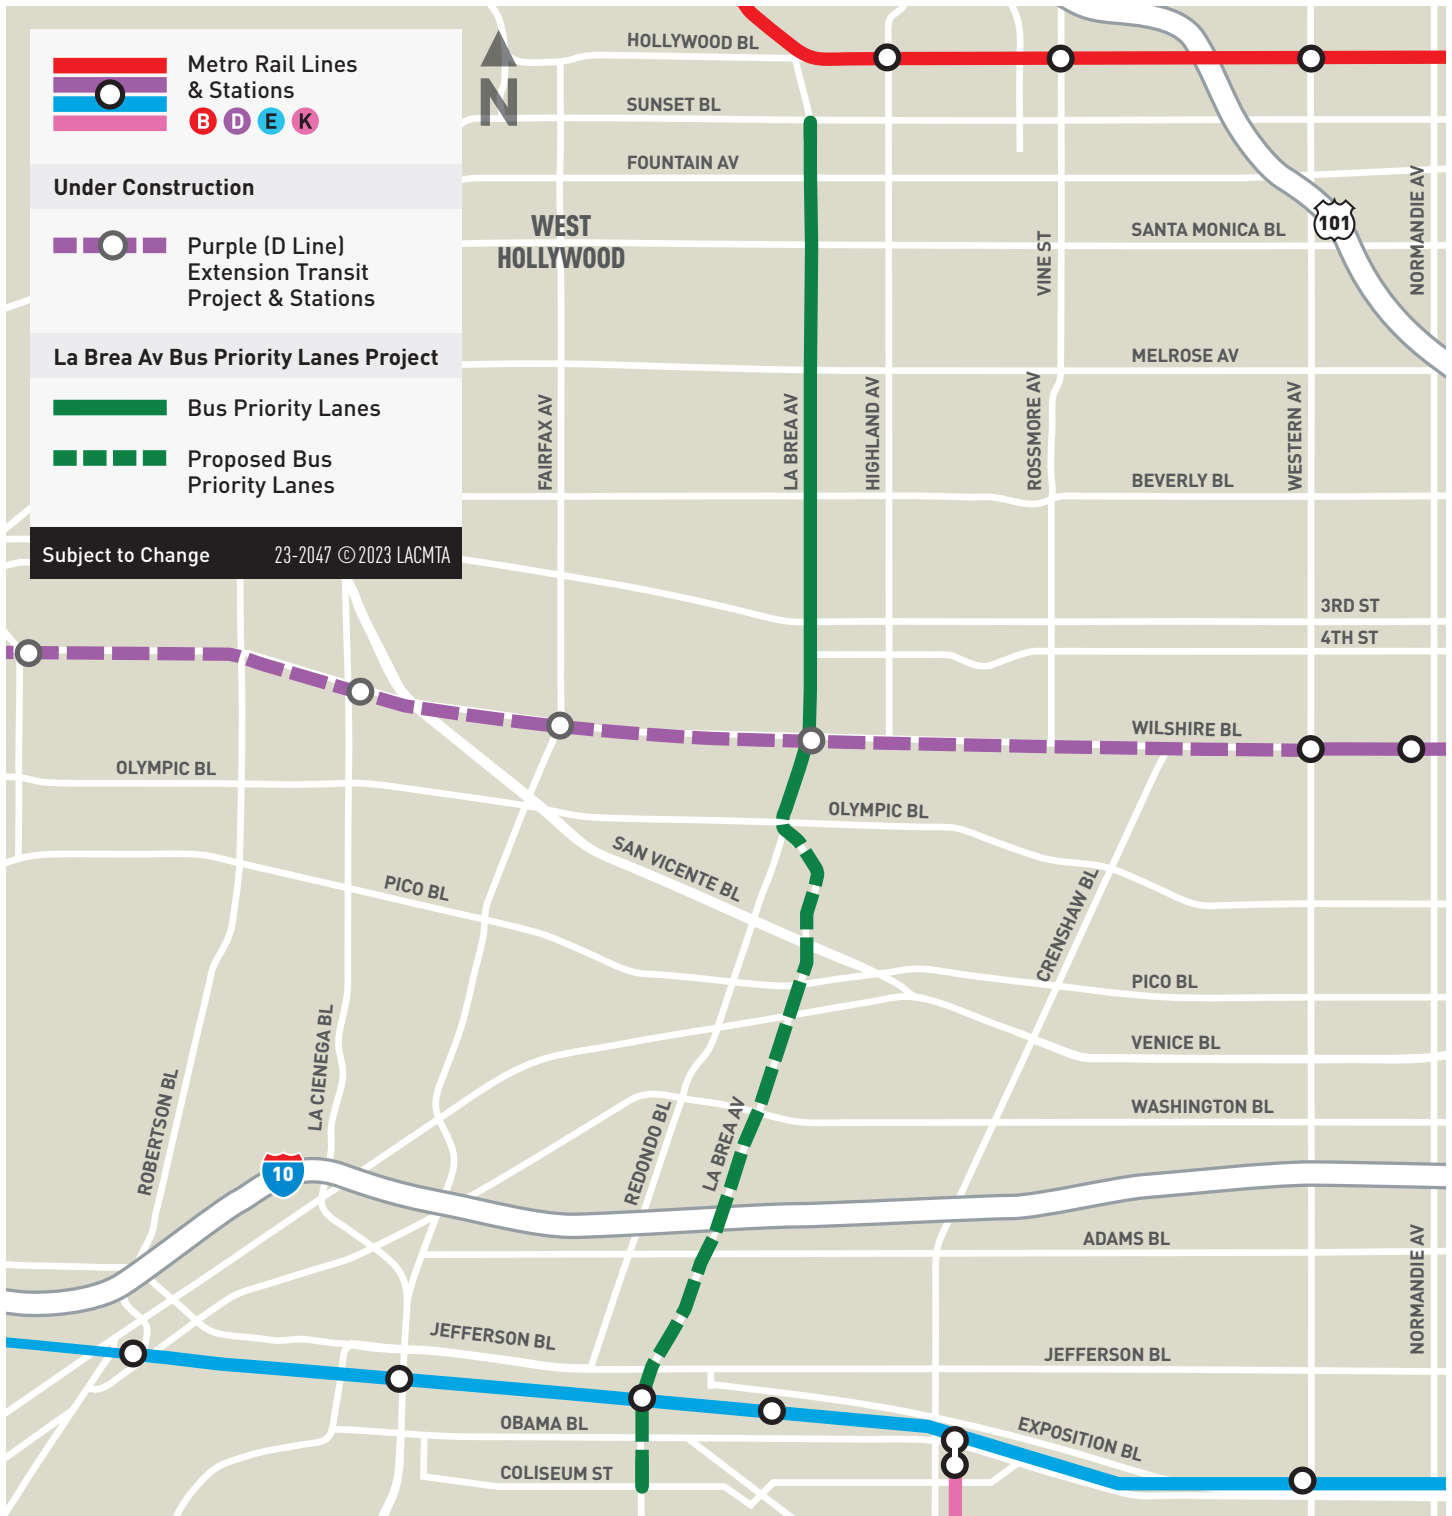 Metro Rail Lines
& Stations
B D E K
Under Construction
Purple (D Line)
Extension Transit
Project & Stations
La Brea Av Bus Priority Lanes Project
Bus Priority Lanes
Proposed Bus
Priority Lanes
Subject to Change 23-2047 ©2023 LACMTA
N
HOLLYWOOD BL
SUNSET BL
FOUNTAIN AV
WEST
HOLLYWOOD
SANTA MONICA BL
101
NORMANDIE AV
VINE ST
MELROSE AV
FAIRFAX AV
LA BREA AV
HIGHLAND AV
ROSSMORE AV
WESTERN AV
BEVERLY BL
3RD ST
4TH ST
WILSHIRE BL
OLYMPIC BL
OLYMPIC BL
SAN VICENTE BL
PICO BL
CRENSHAW BL
PICO BL
VENICE BL
WASHINGTON BL
ROBERTSON BL
LA CIENEGA BL
10
REDONDO BL
LA BREA AV
ADAMS BL
NORMANDIE AV
JEFFERSON BL
JEFFERSON BL
OBAMA BL
EXPOSITION BL
COLISEUM ST